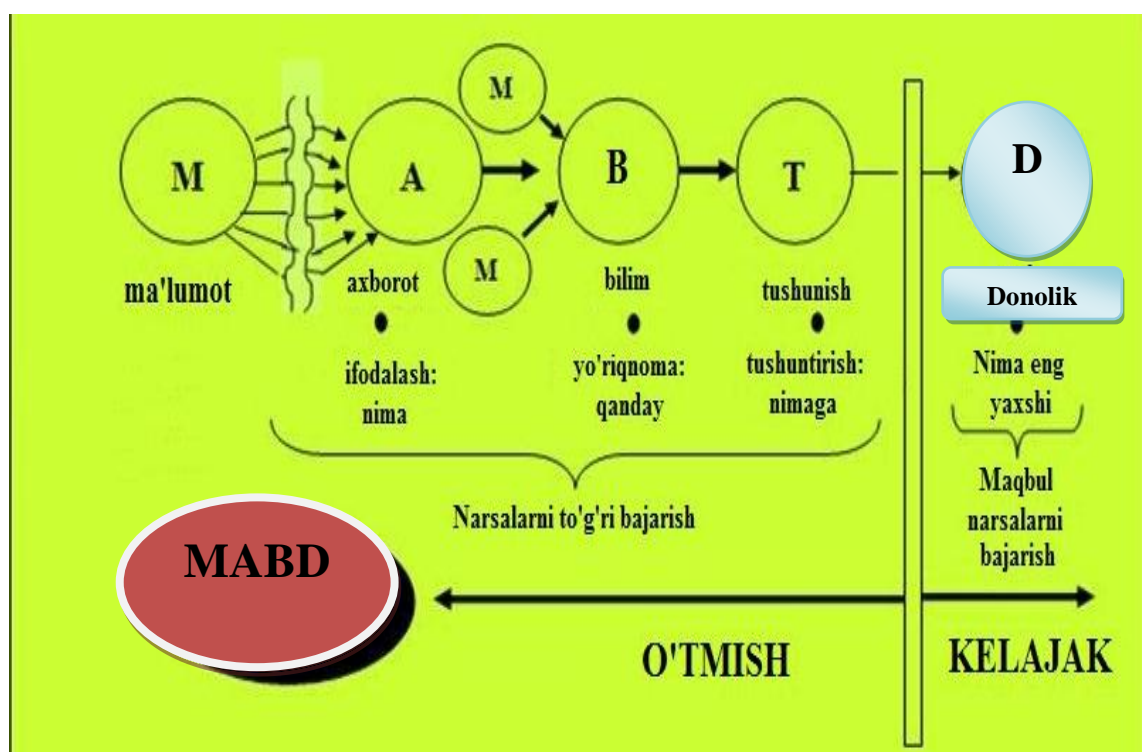 M
A
M
M
B
T
D
ma'lumot
axborot
bilim
tushunish
Donolik
ifodalash:
nima
yo'riqnoma:
qanday
tushuntirish:
nimaga
Nima eng
yaxshi
Narsalarni to'g'ri bajarish
Maqbul
narsalarni
bajarish
MABD
O'TMISH
KELAJAK